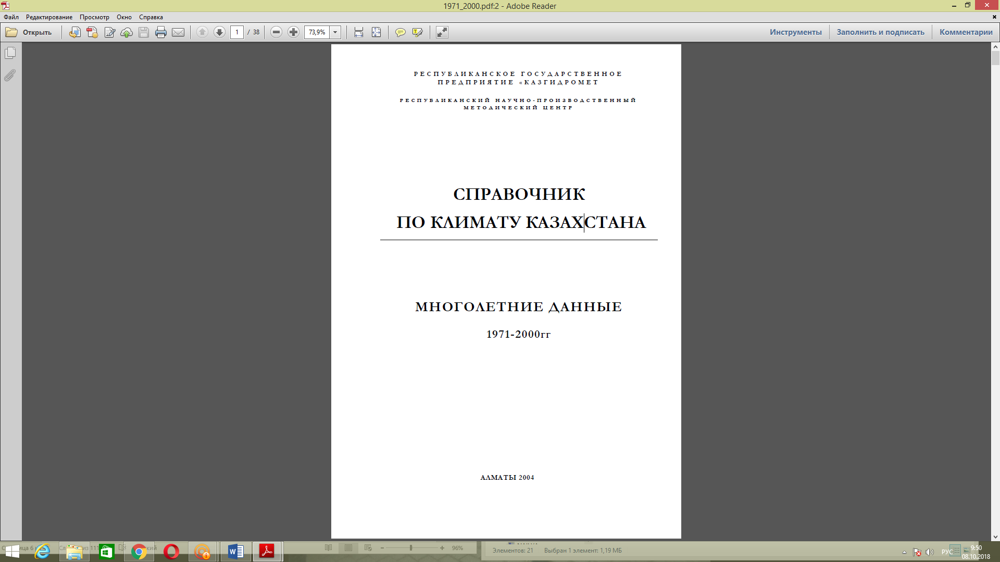 1971_2000.pdf:2 - Adobe Reader
Файл Редактирование Просмотр Окно Справка
Открыть 1 / 38 73,9% Инструменты Заполнить и подписать Комментарии
РЕСПУБЛИКАНСКОЕ ГОСУДАРСТВЕННОЕ
ПРЕДПРИЯТИЕ «КАЗГИДРОМЕТ
РЕСПУБЛИКАНСКИЙ НАУЧНО-ПРОИЗВОДСТВЕННЫЙ
МЕТОДИЧЕСКИЙ ЦЕНТР
СПРАВОЧНИК
ПО КЛИМАТУ КАЗАХСТАНА
МНОГОЛЕТНИЕ ДАННЫЕ
1971-2000гг
АЛМАТЫ 2004
96%
Элементов: 21 Выбран 1 элемент: 1,19 МБ
РУС
9:50
08.10.2018